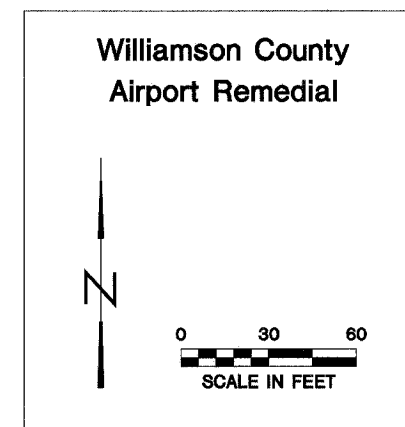 Williamson County
Airport Remedial
N
0 30 60
SCALE IN FEET